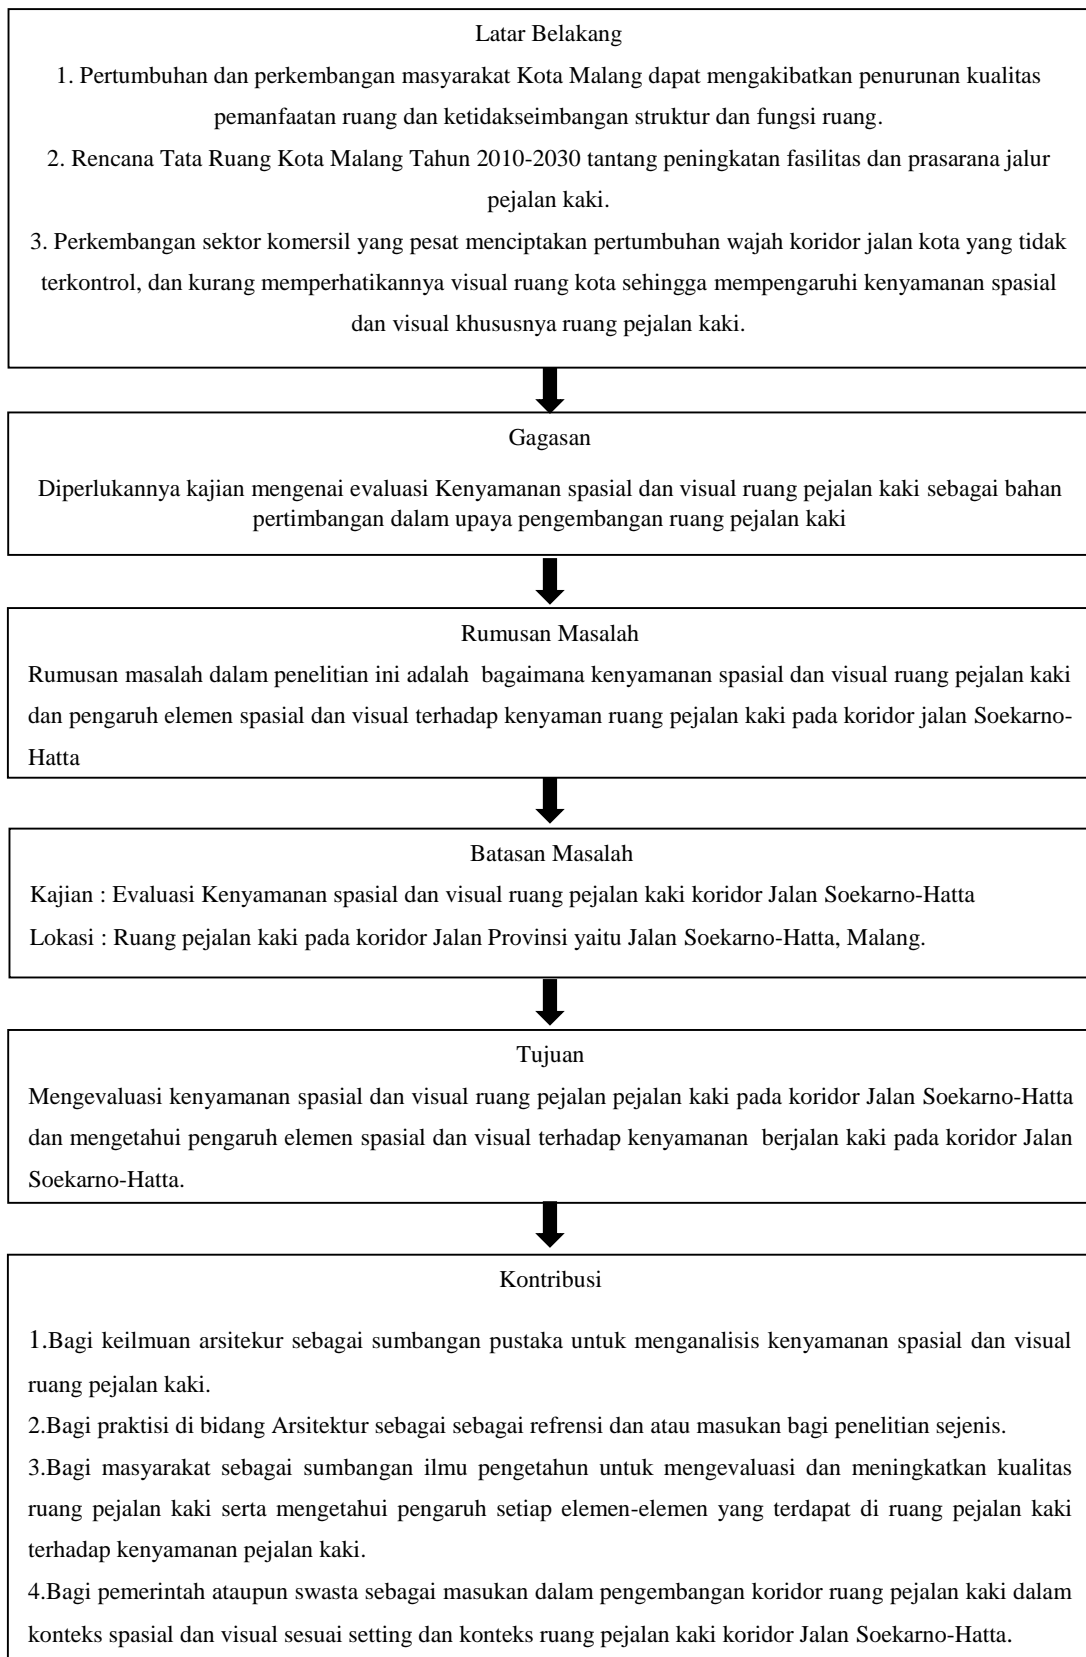 Latar Belakang
1. Pertumbuhan dan perkembangan masyarakat Kota Malang dapat mengakibatkan penurunan kualitas
pemanfaatan ruang dan ketidakseimbangan struktur dan fungsi ruang.
2. Rencana Tata Ruang Kota Malang Tahun 2010-2030 tantang peningkatan fasilitas dan prasarana jalur
pejalan kaki.
3. Perkembangan sektor komersil yang pesat menciptakan pertumbuhan wajah koridor jalan kota yang tidak
terkontrol, dan kurang memperhatikannya visual ruang kota sehingga mempengaruhi kenyamanan spasial
dan visual khususnya ruang pejalan kaki.
Gagasan
Diperlukannya kajian mengenai evaluasi Kenyamanan spasial dan visual ruang pejalan kaki sebagai bahan
pertimbangan dalam upaya pengembangan ruang pejalan kaki
Rumusan Masalah
Rumusan masalah dalam penelitian ini adalah bagaimana kenyamanan spasial dan visual ruang pejalan kaki
dan pengaruh elemen spasial dan visual terhadap kenyaman ruang pejalan kaki pada koridor jalan Soekarno-
Hatta
Batasan Masalah
Kajian : Evaluasi Kenyamanan spasial dan visual ruang pejalan kaki koridor Jalan Soekarno-Hatta
Lokasi : Ruang pejalan kaki pada koridor Jalan Provinsi yaitu Jalan Soekarno-Hatta, Malang.
Tujuan
Mengevaluasi kenyamanan spasial dan visual ruang pejalan pejalan kaki pada koridor Jalan Soekarno-Hatta
dan mengetahui pengaruh elemen spasial dan visual terhadap kenyamanan berjalan kaki pada koridor Jalan
Soekarno-Hatta.
Kontribusi
1.Bagi keilmuan arsitekur sebagai sumbangan pustaka untuk menganalisis kenyamanan spasial dan visual
ruang pejalan kaki.
2.Bagi praktisi di bidang Arsitektur sebagai sebagai refrensi dan atau masukan bagi penelitian sejenis.
3.Bagi masyarakat sebagai sumbangan ilmu pengetahun untuk mengevaluasi dan meningkatkan kualitas
ruang pejalan kaki serta mengetahui pengaruh setiap elemen-elemen yang terdapat di ruang pejalan kaki
terhadap kenyamanan pejalan kaki.
4.Bagi pemerintah ataupun swasta sebagai masukan dalam pengembangan koridor ruang pejalan kaki dalam
konteks spasial dan visual sesuai setting dan konteks ruang pejalan kaki koridor Jalan Soekarno-Hatta.